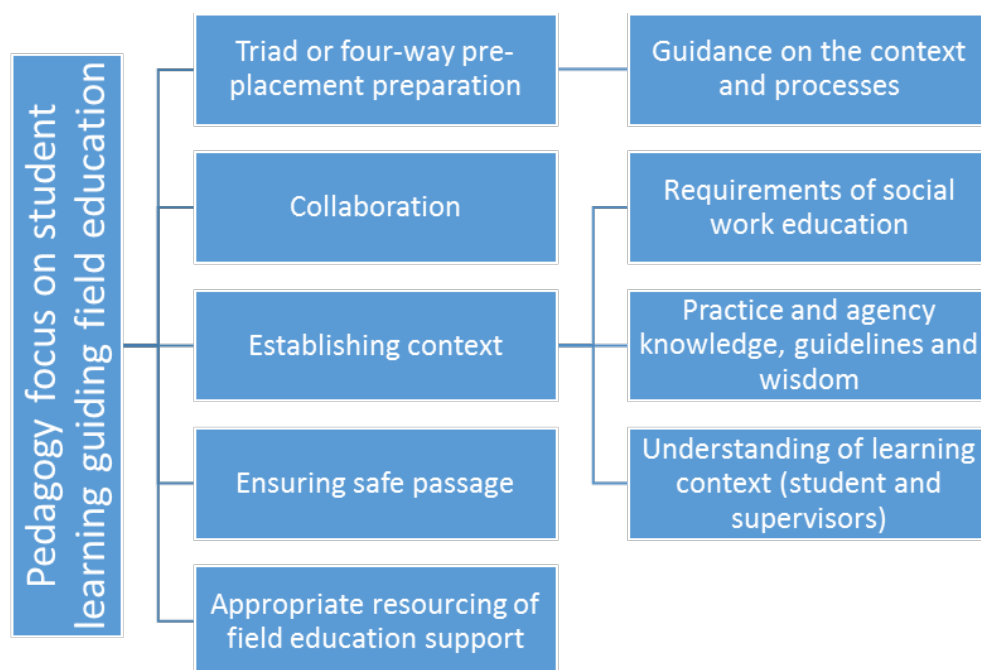 Pedagogy focus on student
learning guiding field education
Triad or four-way pre-
placement preparation
Guidance on the context
and processes
Collaboration
Establishing context
Requirements of social
work education
Practice and agency
knowledge, guidelines and
wisdom
Understanding of learning
context (student and
supervisors)
Ensuring safe passage
Appropriate resourcing of
field education support